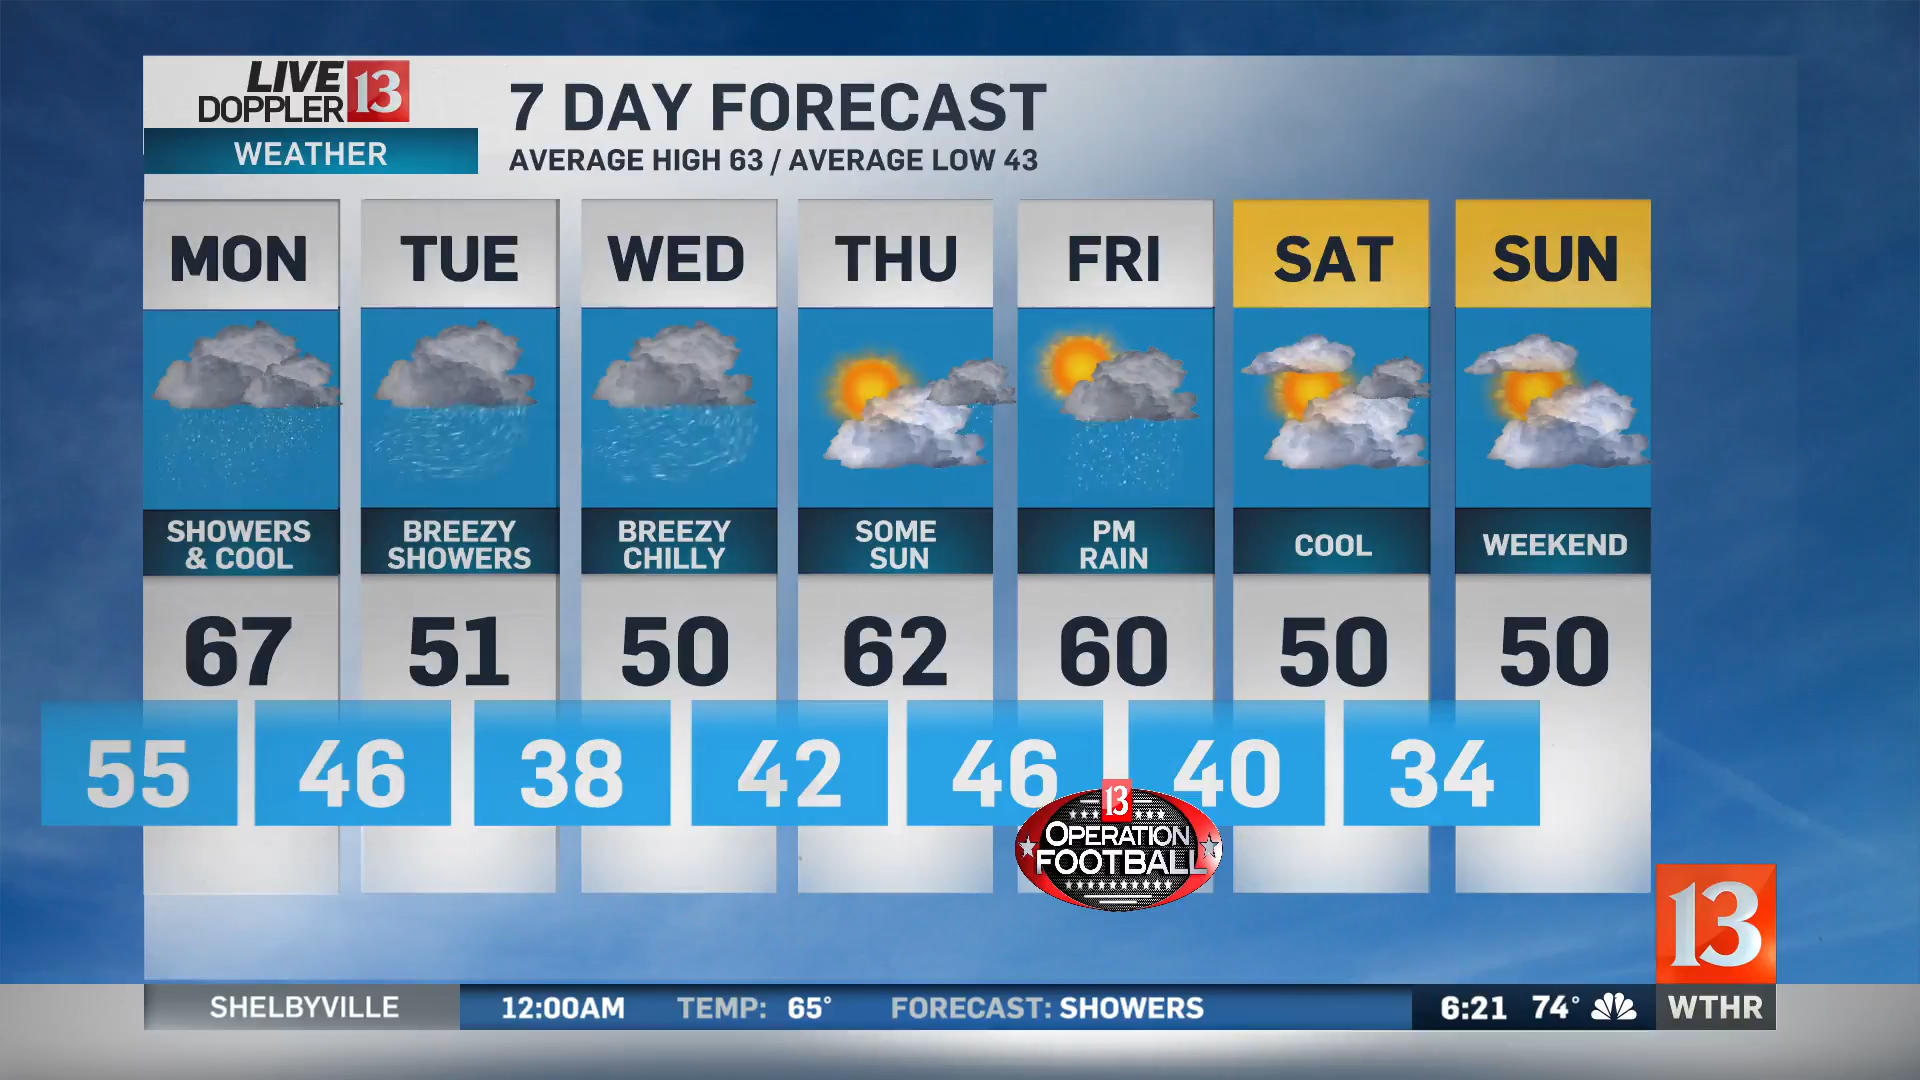 LIVE
DOPPLER 13
WEATHER
7 DAY FORECAST
AVERAGE HIGH 63 / AVERAGE LOW 43
MON TUE WED THU FRI SAT SUN
SHOWERS & COOL
BREEZY SHOWERS
BREEZY CHILLY
SOME SUN
PM RAIN
COOL
WEEKEND
67 51 50 62 60 50 50
55 46 38 42 46 40 34
13
OPERATION
FOOTBALL
13
SHELBYVILLE 12:00AM TEMP: 65° FORECAST: SHOWERS 6:21 74° WTHR